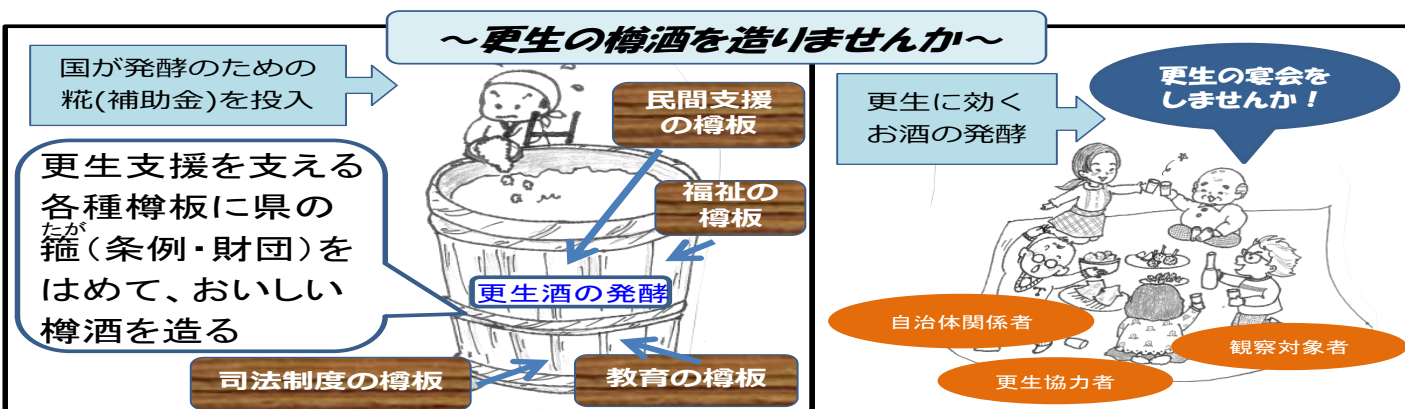 ～更生の樽酒を造りませんか～
国が発酵のための
糀(補助金)を投入
民間支援
の樽板
更生支援を支える
各種樽板に県の
たが
箍(条例・財団)を
はめて、おいしい
樽酒を造る
福祉の
樽板
更生酒の発酵
司法制度の樽板
教育の樽板
更生に効く
お酒の発酵
更生の宴会を
しませんか！
自治体関係者
観察対象者
更生協力者